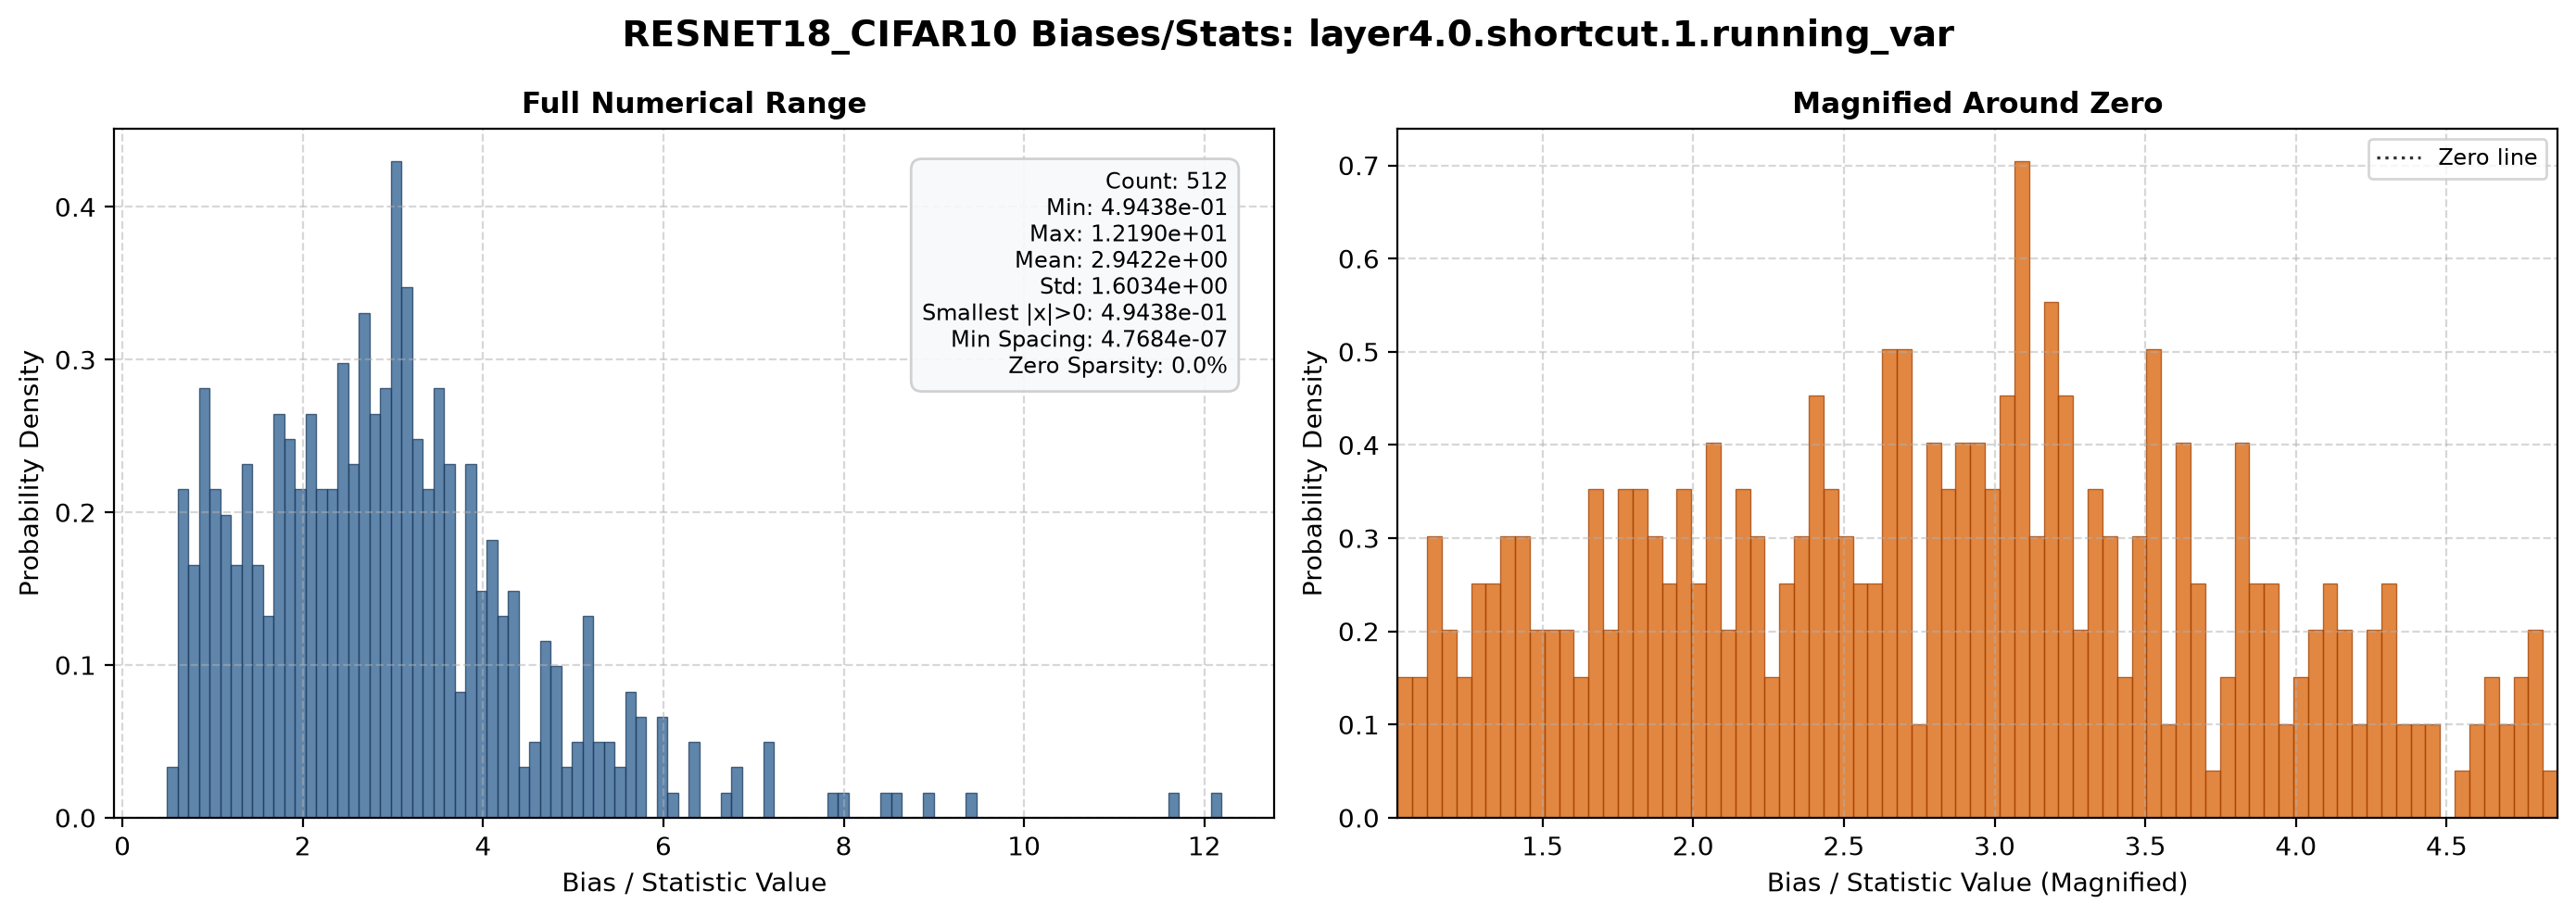 RESNET18_CIFAR10 Biases/Stats: layer4.0.shortcut.1.running_var
Full Numerical Range
Probability Density
0.0
0.1
0.2
0.3
0.4
0
2
4
6
8
10
12
Bias / Statistic Value
Count: 512
Min: 4.9438e-01
Max: 1.2190e+01
Mean: 2.9422e+00
Std: 1.6034e+00
Smallest |x|>0: 4.9438e-01
Min Spacing: 4.7684e-07
Zero Sparsity: 0.0%
Magnified Around Zero
Probability Density
0.0
0.1
0.2
0.3
0.4
0.5
0.6
0.7
1.5
2.0
2.5
3.0
3.5
4.0
4.5
Bias / Statistic Value (Magnified)
Zero line